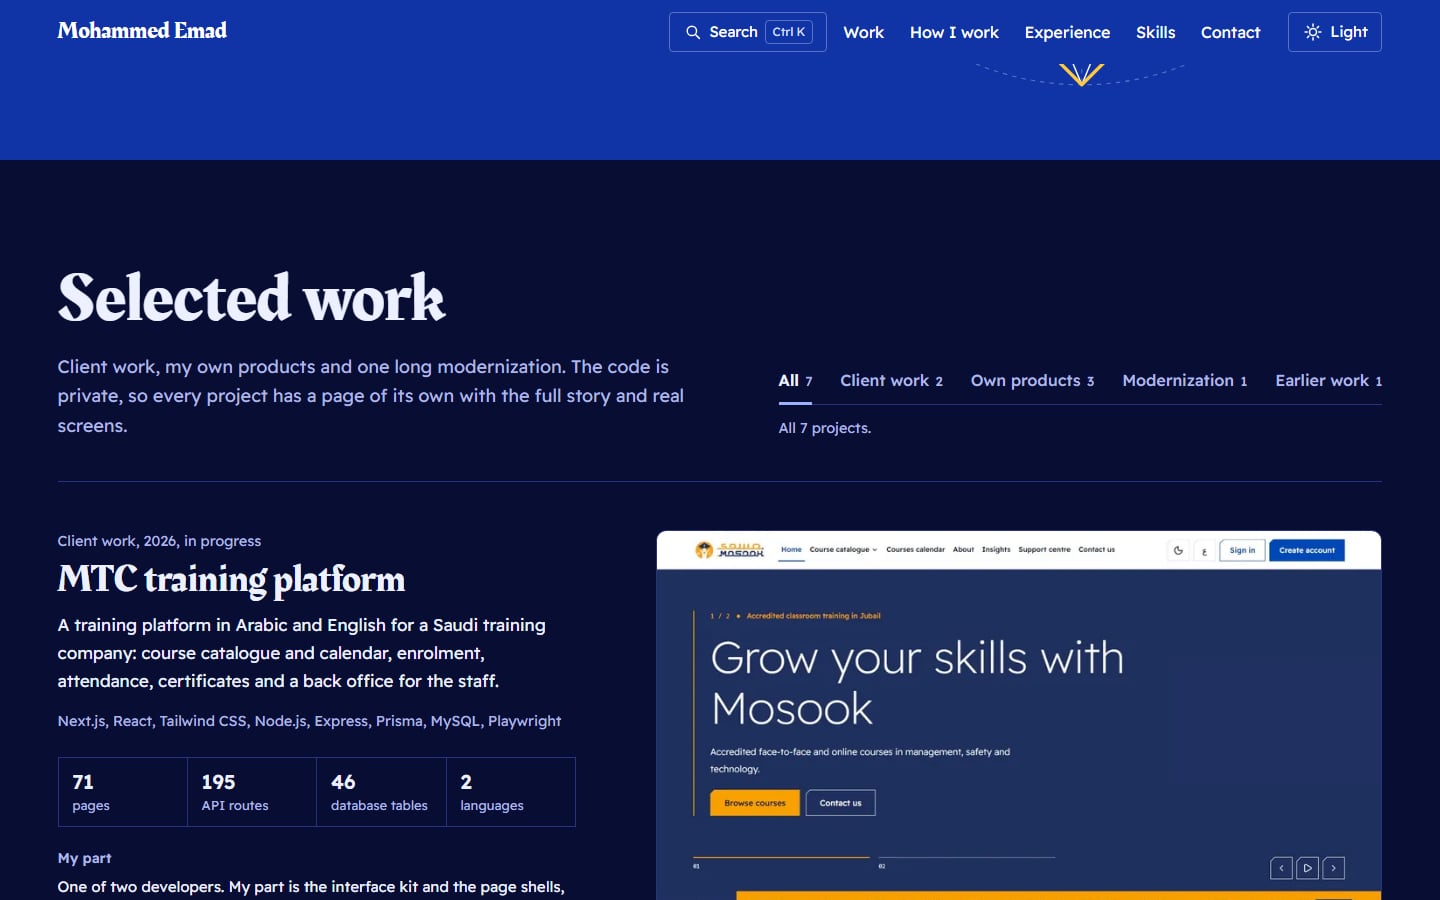 Mohammed Emad
Search Ctrl K
Work
How I work
Experience
Skills
Contact
Light
Selected work
Client work, my own products and one long modernization. The code is
private, so every project has a page of its own with the full story and real
screens.
All 7
Client work 2
Own products 3
Modernization 1
Earlier work 1
All 7 projects.
Client work, 2026, in progress
MTC training platform
A training platform in Arabic and English for a Saudi training
company: course catalogue and calendar, enrolment,
attendance, certificates and a back office for the staff.
Next.js, React, Tailwind CSS, Node.js, Express, Prisma, MySQL, Playwright
71
pages
195
API routes
46
database tables
2
languages
My part
One of two developers. My part is the interface kit and the page shells,
موسوق
MOSOOK
Home
Course catalogue
Courses calendar
About
Insights
Support centre
Contact us
ع
Sign in
Create account
1 / 2 • Accredited classroom training in Jubail
Grow your skills with
Mosook
Accredited face-to-face and online courses in management, safety and
technology.
Browse courses
Contact us
01
02